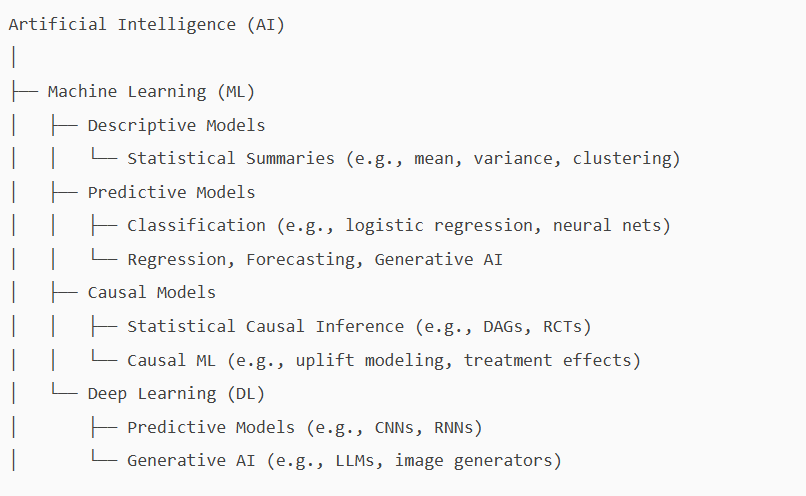 Artificial Intelligence (AI)
│
├── Machine Learning (ML)
│   ├── Descriptive Models
│   │   └── Statistical Summaries (e.g., mean, variance, clustering)
│   ├── Predictive Models
│   │   ├── Classification (e.g., logistic regression, neural nets)
│   │   └── Regression, Forecasting, Generative AI
│   ├── Causal Models
│   │   ├── Statistical Causal Inference (e.g., DAGs, RCTs)
│   │   └── Causal ML (e.g., uplift modeling, treatment effects)
│   └── Deep Learning (DL)
│       ├── Predictive Models (e.g., CNNs, RNNs)
│       └── Generative AI (e.g., LLMs, image generators)